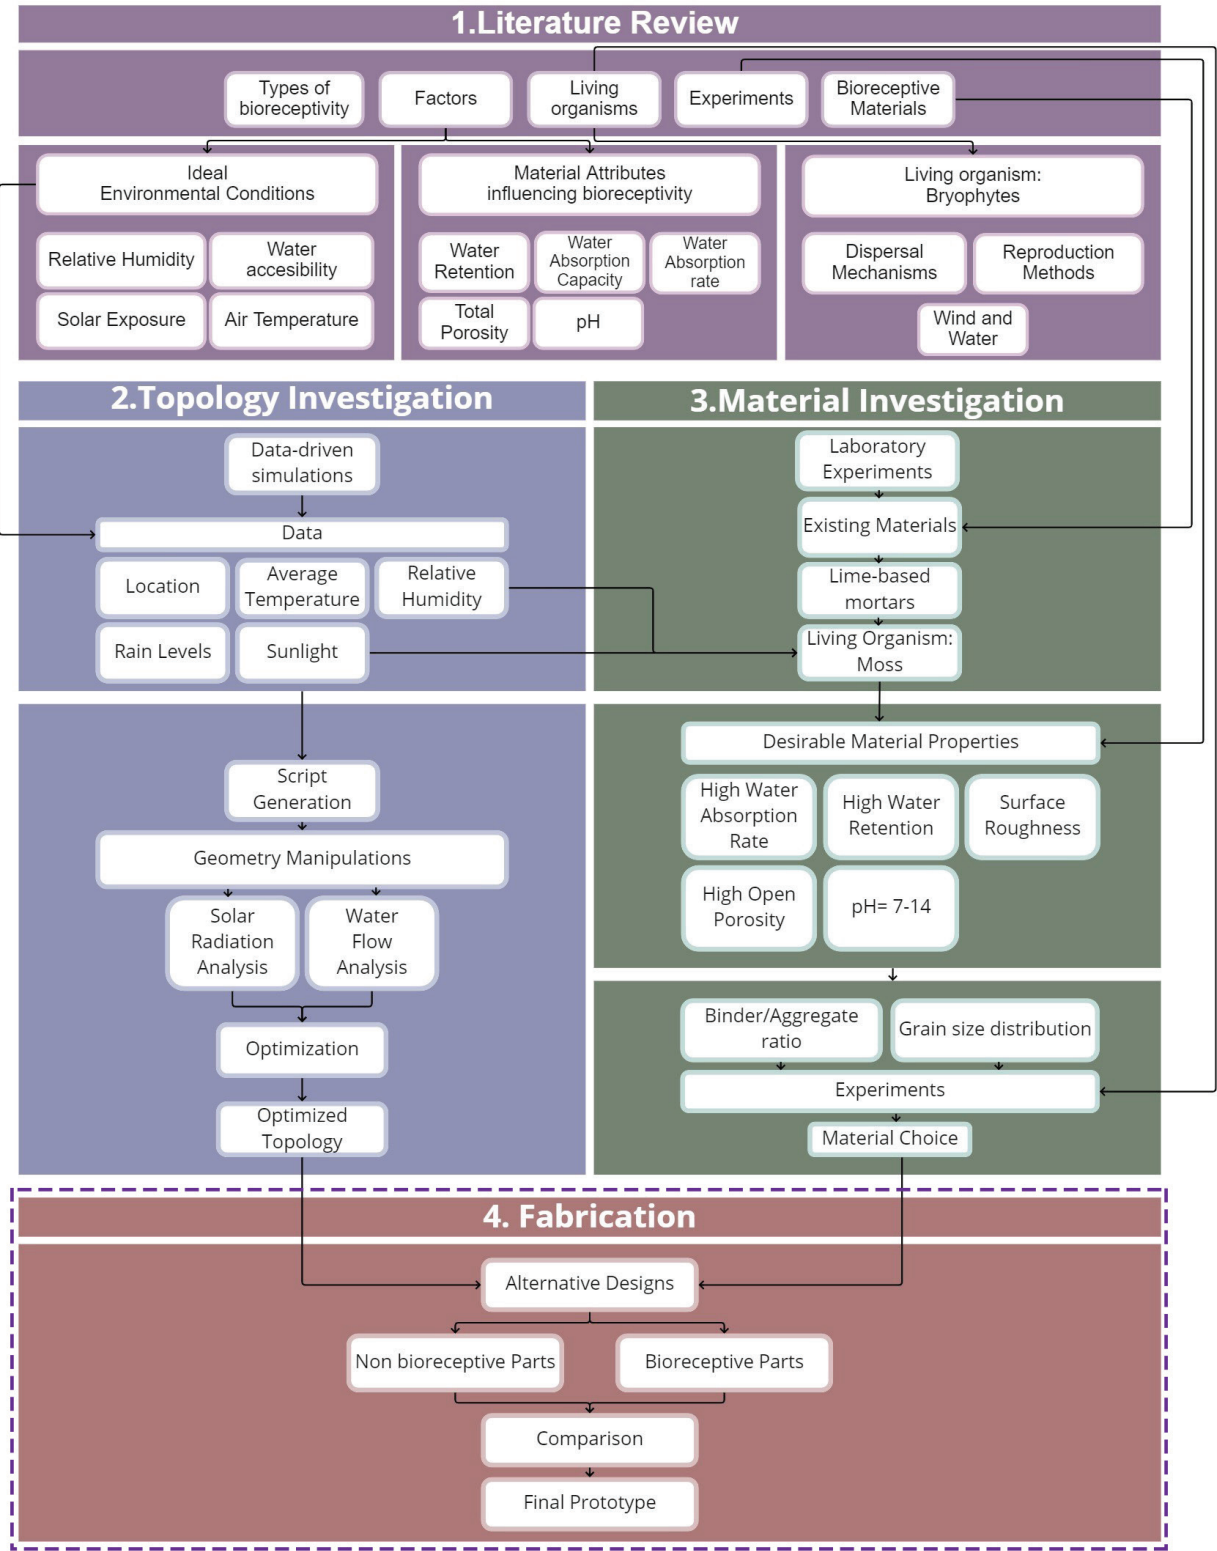 1.Literature Review
Types of
bioreceptivity
Factors
Living
organisms
Experiments
Bioreceptive
Materials
Ideal
Environmental Conditions
Relative Humidity
Water
accesibility
Solar Exposure
Air Temperature
Material Attributes
influencing bioreceptivity
Water
Retention
Water
Absorption
Capacity
Water
Absorption
rate
Total
Porosity
pH
Living organism:
Bryophytes
Dispersal
Mechanisms
Reproduction
Methods
Wind and
Water
2.Topology Investigation
Data-driven
simulations
Data
Location
Average
Temperature
Relative
Humidity
Rain Levels
Sunlight
Script
Generation
Geometry Manipulations
Solar
Radiation
Analysis
Water
Flow
Analysis
Optimization
Optimized
Topology
3.Material Investigation
Laboratory
Experiments
Existing Materials
Lime-based
mortars
Living Organism:
Moss
Desirable Material Properties
High Water
Absorption
Rate
High Water
Retention
Surface
Roughness
High Open
Porosity
pH= 7-14
Binder/Aggregate
ratio
Grain size distribution
Experiments
Material Choice
4. Fabrication
Alternative Designs
Non bioreceptive Parts
Bioreceptive Parts
Comparison
Final Prototype